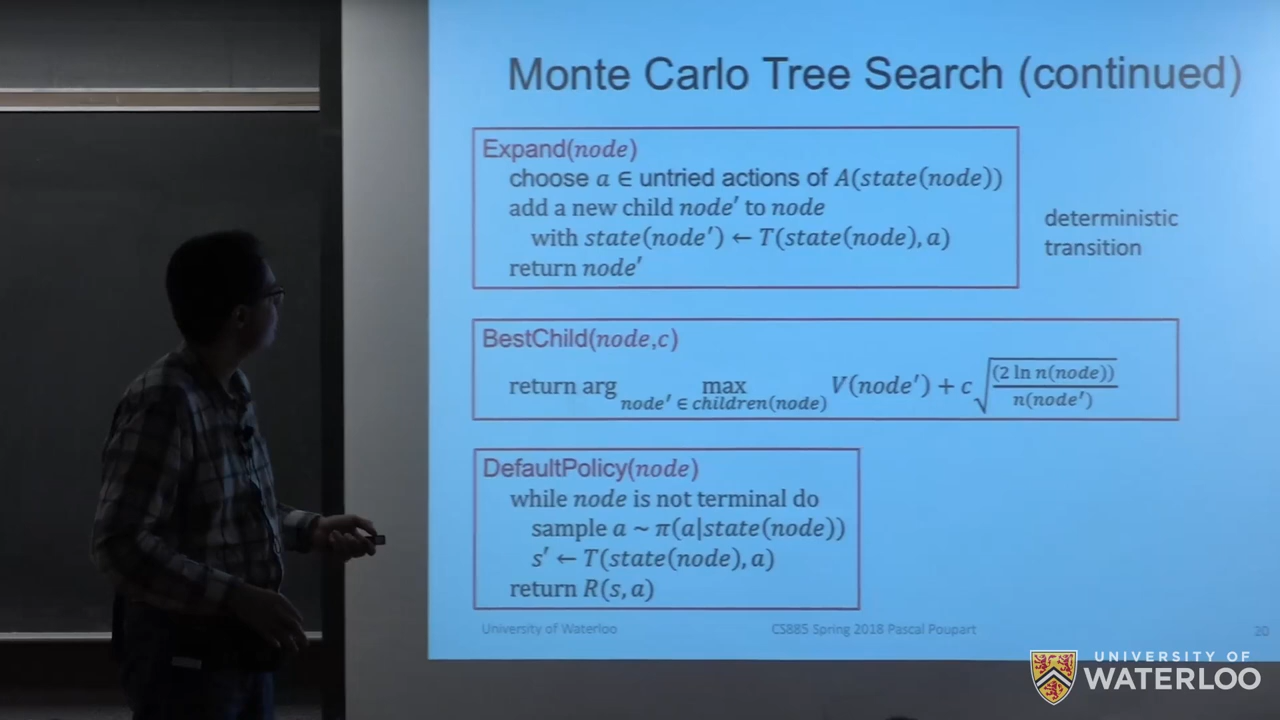 Monte Carlo Tree Search (continued)
Expand(node)
choose a ∈ untried actions of A(state(node))
add a new child node′ to node
with state(node′) ← T(state(node), a)
return node′
deterministic
transition
BestChild(node,c)
return arg max_{node′ ∈ children(node)} V(node′) + c √((2 ln n(node)) / n(node′))
DefaultPolicy(node)
while node is not terminal do
sample a ~ π(a|state(node))
s′ ← T(state(node), a)
return R(s, a)
University of Waterloo
CS885 Spring 2018 Pascal Poupart
20
UNIVERSITY OF
WATERLOO